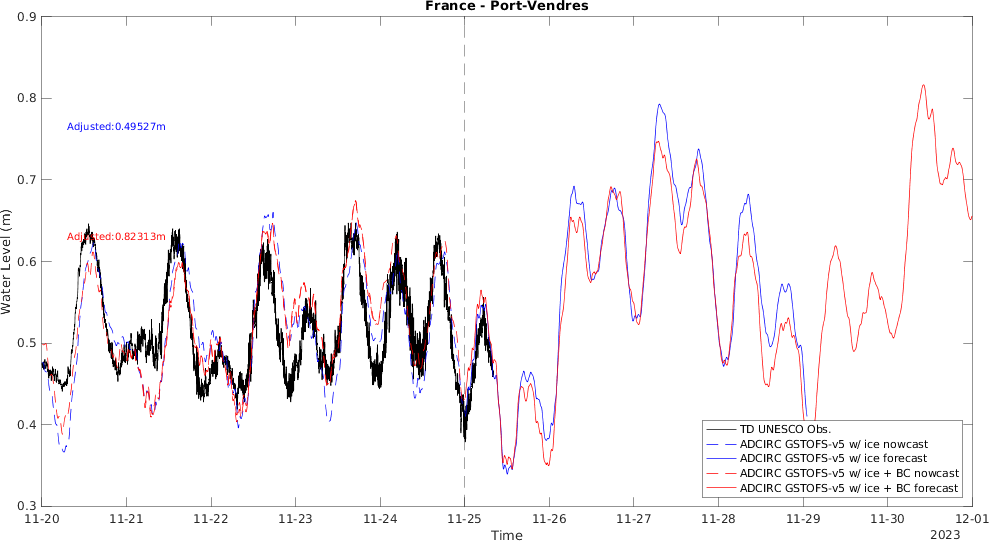 France - Port-Vendres
0.9
0.8
0.7
0.6
0.5
0.4
0.3
Water Level (m)
Adjusted:0.49527m
Adjusted:0.82313m
TD UNESCO Obs.
ADCIRC GSTOFS-v5 w/ ice nowcast
ADCIRC GSTOFS-v5 w/ ice forecast
ADCIRC GSTOFS-v5 w/ ice + BC nowcast
ADCIRC GSTOFS-v5 w/ ice + BC forecast
11-20 11-21 11-22 11-23 11-24 11-25 11-26 11-27 11-28 11-29 11-30 12-01
Time
2023